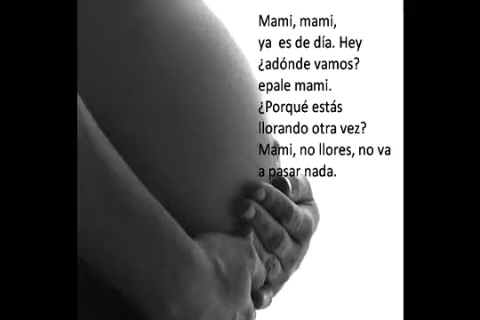 Mami, mami,
ya es de día. Hey
¿adónde vamos?
epale mami.
¿Porqué estás
llorando otra vez?
Mami, no llores, no va
a pasar nada.